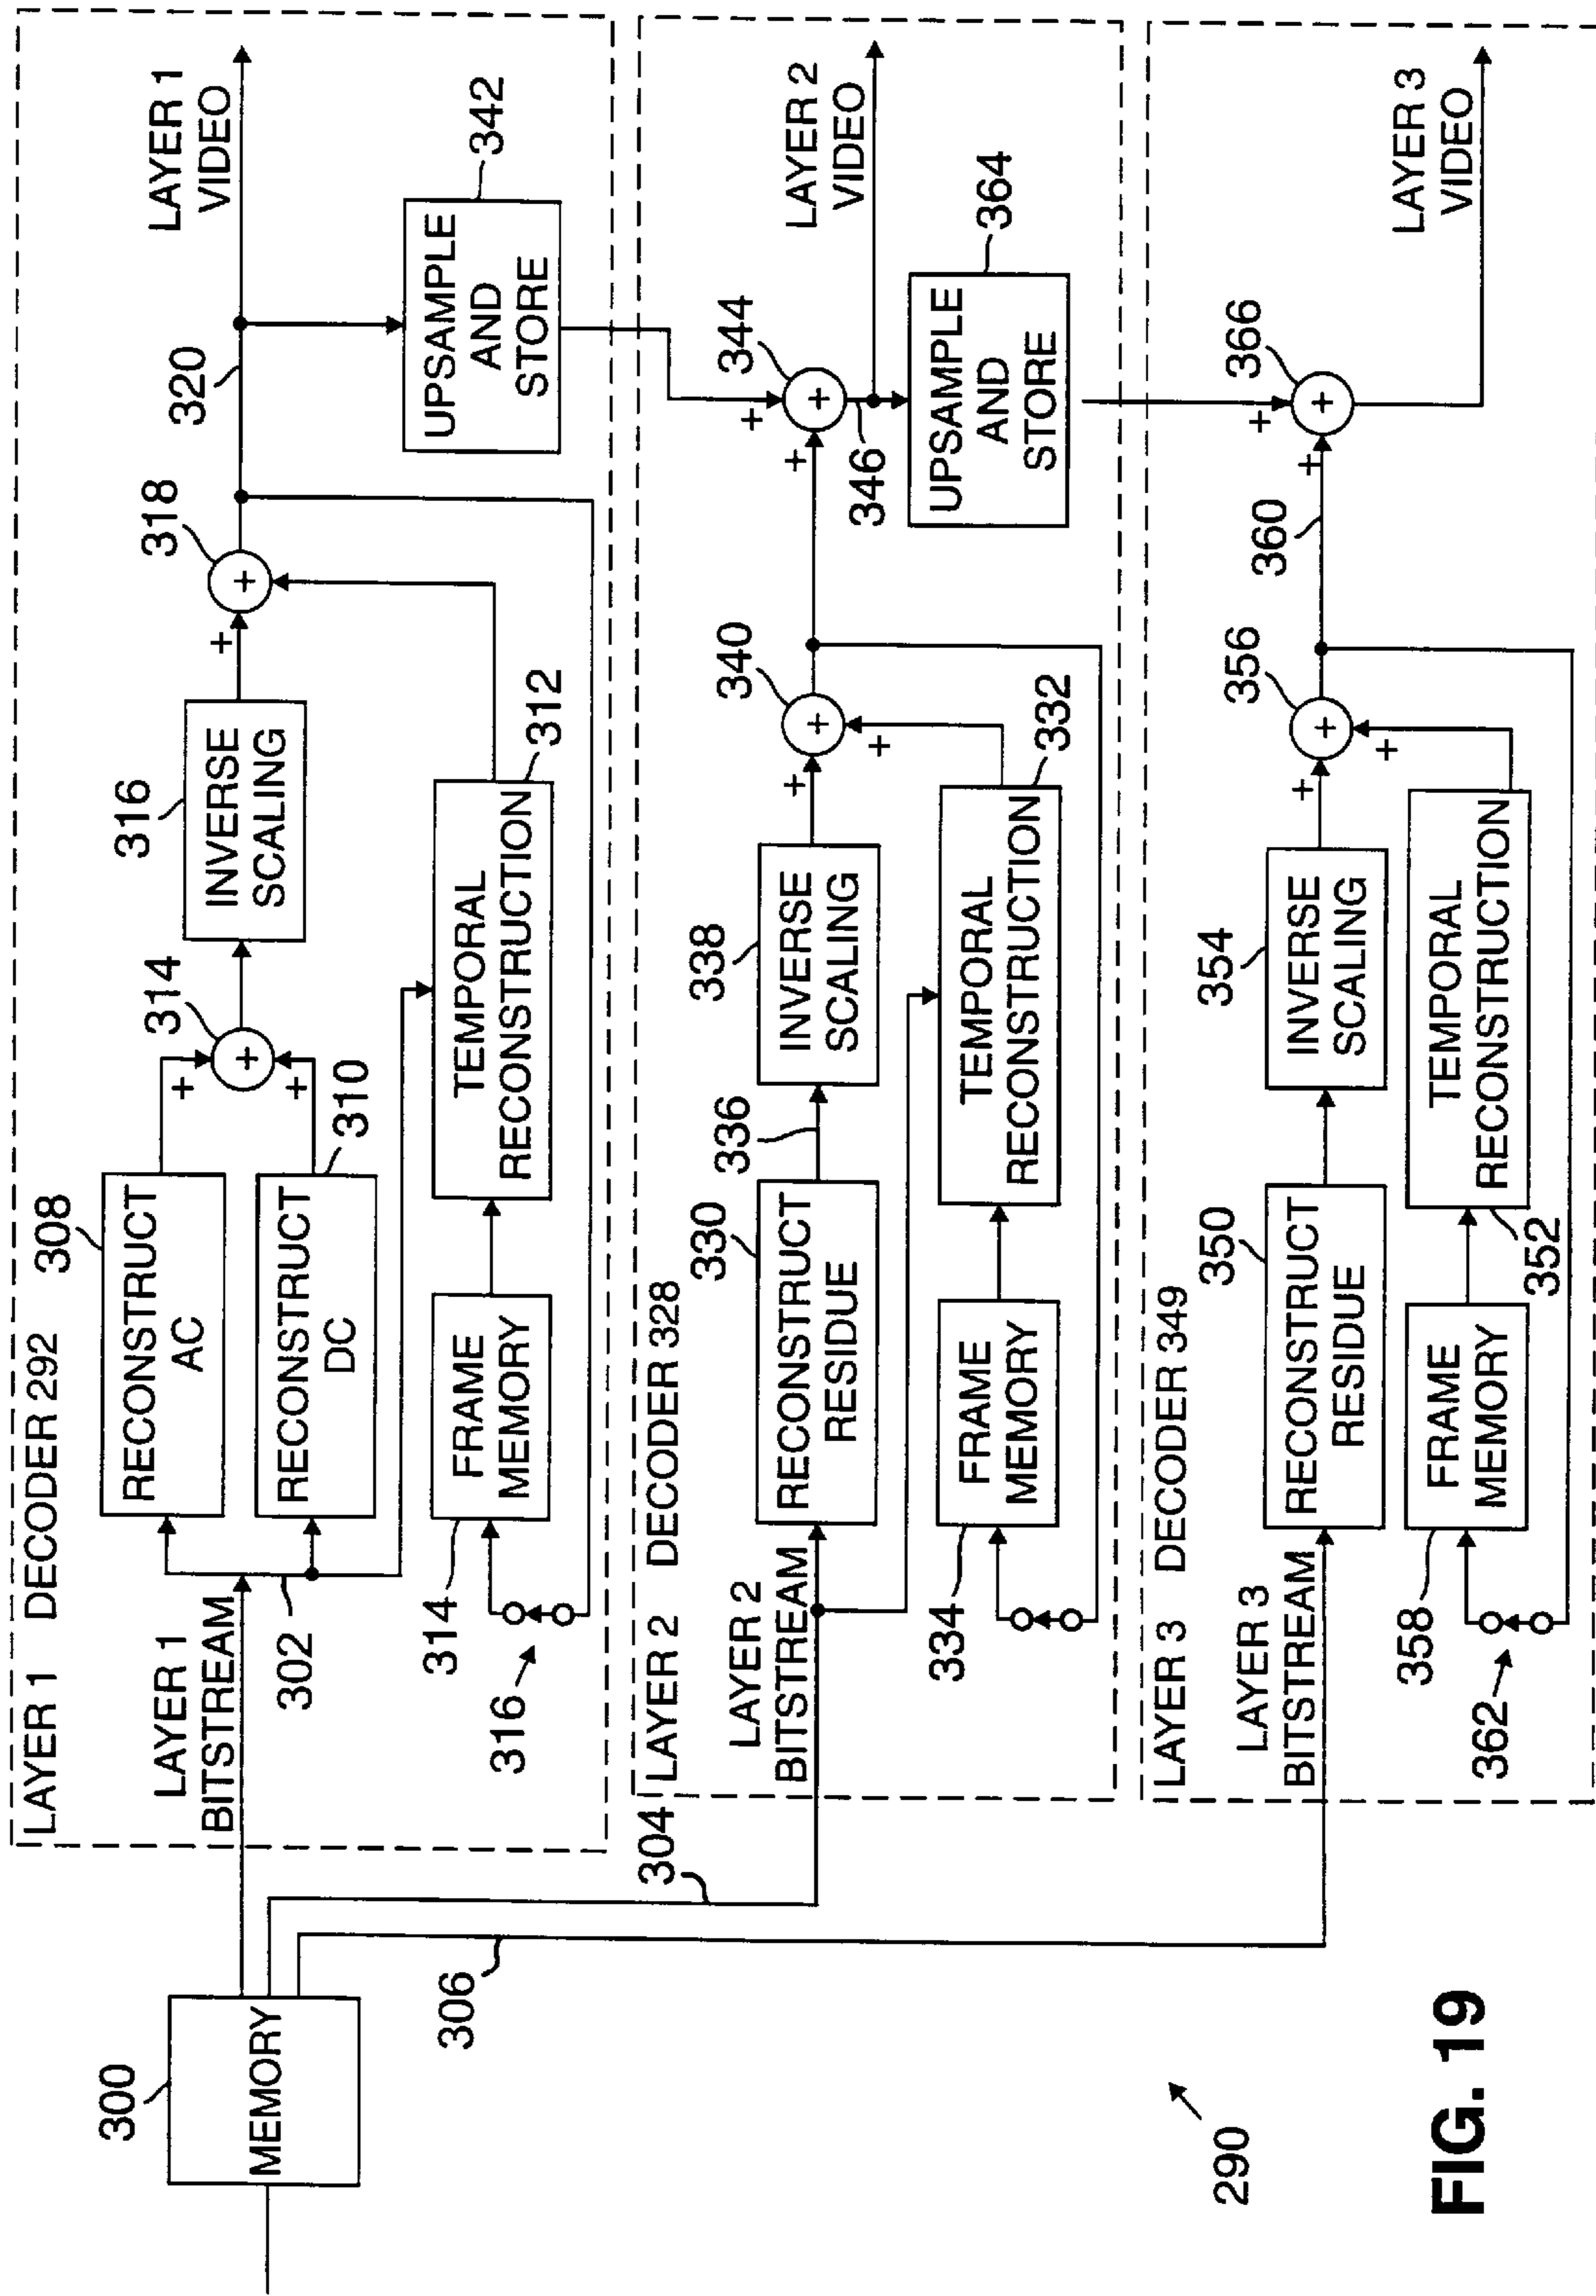 LAYER 1 DECODER 292
300
MEMORY
LAYER 1
BITSTREAM
302
308
RECONSTRUCT
AC
RECONSTRUCT
DC
310
314
+
+
+
316
INVERSE
SCALING
+
318
+
320
LAYER 1
VIDEO
316
314
FRAME
MEMORY
TEMPORAL
RECONSTRUCTION
312
UPSAMPLE
AND
STORE
342
304
306
LAYER 2 DECODER 328
LAYER 2
BITSTREAM
330
RECONSTRUCT
RESIDUE
336
338
INVERSE
SCALING
+
340
+
+
+
+
344
+
346
LAYER 2
VIDEO
334
FRAME
MEMORY
TEMPORAL
RECONSTRUCTION
332
UPSAMPLE
AND
STORE
364
LAYER 3 DECODER 349
LAYER 3
BITSTREAM
350
RECONSTRUCT
RESIDUE
354
INVERSE
SCALING
+
356
+
+
360
+
+
366
+
LAYER 3
VIDEO
362
358
FRAME
MEMORY
352
TEMPORAL
RECONSTRUCTION
290
FIG. 19